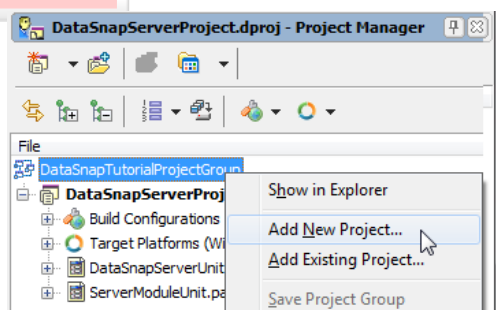 DataSnapServerProject.dproj - Project Manager
File
DataSnapTutorialProjectGroup
DataSnapServerProj
Build Configurations
Target Platforms (Wi
DataSnapServerUnit
ServerModuleUnit.pa
Show in Explorer
Add New Project...
Add Existing Project...
Save Project Group